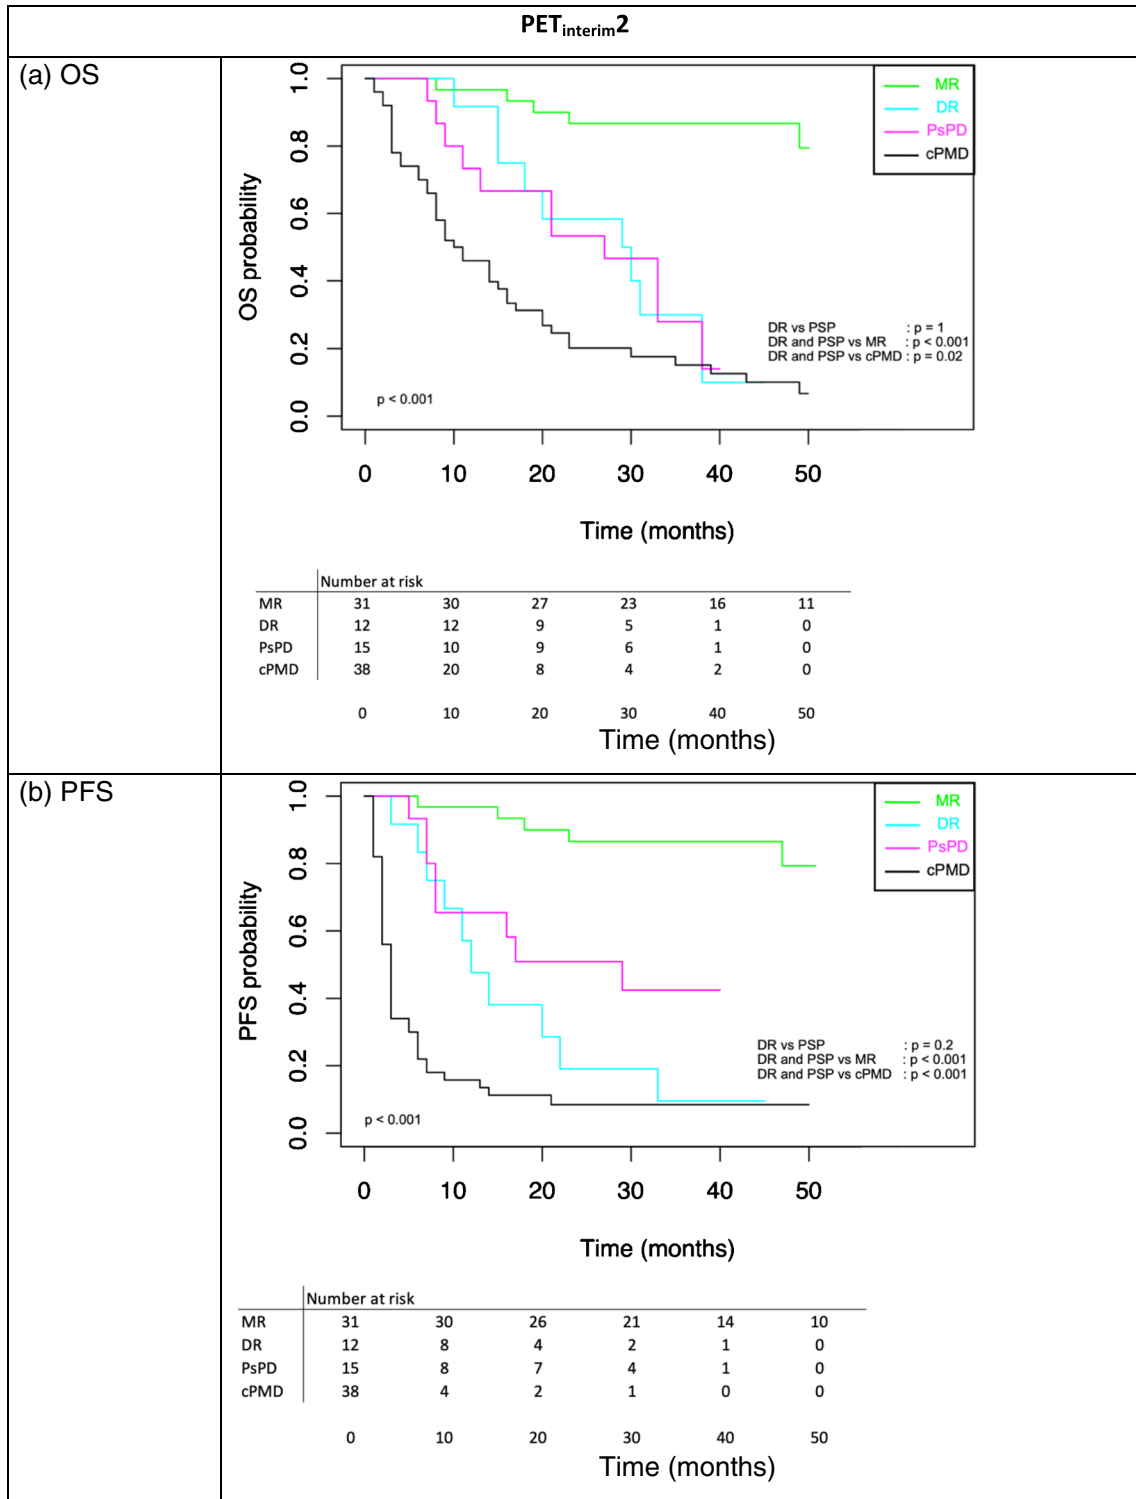 PETinterim2
(a) OS
OS probability
1.0
0.8
0.6
0.4
0.2
0.0
MR
DR
PsPD
cPMD
DR vs PSP : p = 1
DR and PSP vs MR : p < 0.001
DR and PSP vs cPMD : p = 0.02
p < 0.001
0 10 20 30 40 50
Time (months)
Number at risk
MR 31 30 27 23 16 11
DR 12 12 9 5 1 0
PsPD 15 10 9 6 1 0
cPMD 38 20 8 4 2 0
0 10 20 30 40 50
Time (months)
(b) PFS
PFS probability
1.0
0.8
0.6
0.4
0.2
0.0
MR
DR
PsPD
cPMD
DR vs PSP : p = 0.2
DR and PSP vs MR : p < 0.001
DR and PSP vs cPMD : p < 0.001
p < 0.001
0 10 20 30 40 50
Time (months)
Number at risk
MR 31 30 26 21 14 10
DR 12 8 4 2 1 0
PsPD 15 8 7 4 1 0
cPMD 38 4 2 1 0 0
0 10 20 30 40 50
Time (months)